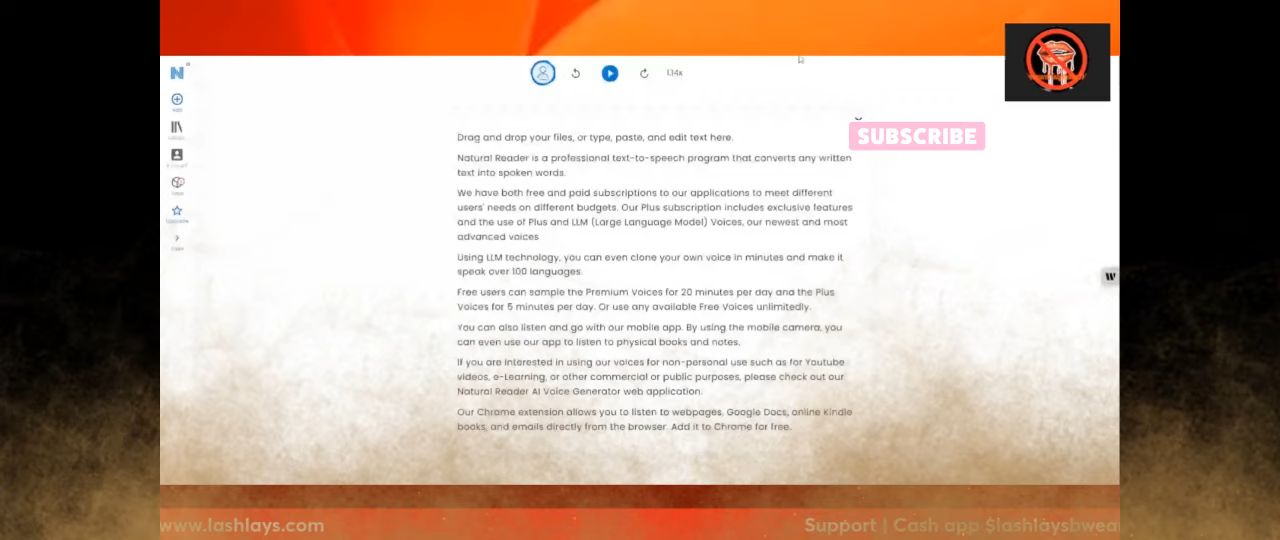 N
1.34x
SUBSCRIBE
Drag and drop your files, or type, paste, and edit text here.
Natural Reader is a professional text-to-speech program that converts any written
text into spoken words.
We have both free and paid subscriptions to our applications to meet different
users' needs on different budgets. Our Plus subscription includes exclusive features
and the use of Plus and LLM (Large Language Model) Voices, our newest and most
advanced voices
Using LLM technology, you can even clone your own voice in minutes and make it
speak over 100 languages.
Free users can sample the Premium Voices for 20 minutes per day and the Plus
Voices for 5 minutes per day. Or use any available Free Voices unlimitedly.
You can also listen and go with our mobile app. By using the mobile camera, you
can even use our app to listen to physical books and notes.
If you are interested in using our voices for non-personal use such as for Youtube
videos, e-Learning, or other commercial or public purposes, please check out our
Natural Reader AI Voice Generator web application.
Our Chrome extension allows you to listen to webpages, Google Docs, online Kindle
books, and emails directly from the browser. Add it to Chrome for free.
W
www.lashlays.com
Support | Cash app $lashlaysbwear